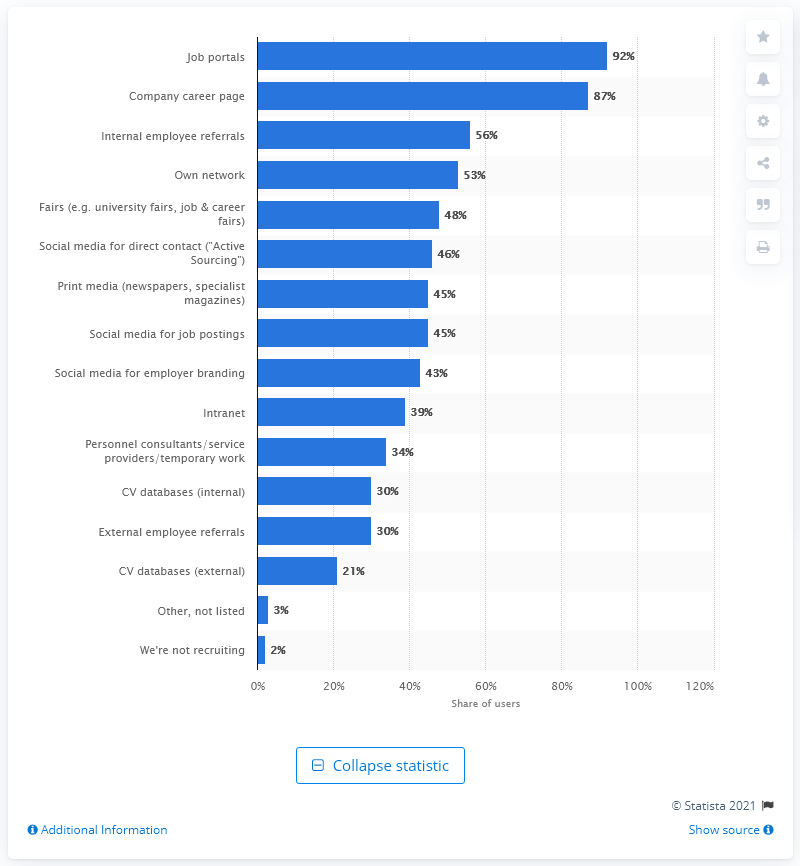 Job portals 92%
Company career page 87%
Internal employee referrals 56%
Own network 53%
Fairs (e.g. university fairs, job & career
fairs) 48%
Social media for direct contact ("Active
Sourcing") 46%
Print media (newspapers, specialist
magazines) 45%
Social media for job postings 45%
Social media for employer branding 43%
Intranet 39%
Personnel consultants/service
providers/temporary work 34%
CV databases (internal) 30%
External employee referrals 30%
CV databases (external) 21%
Other, not listed 3%
We're not recruiting 2%
0% 20% 40% 60% 80% 100% 120%
Share of users
Collapse statistic
© Statista 2021
Additional Information Show source